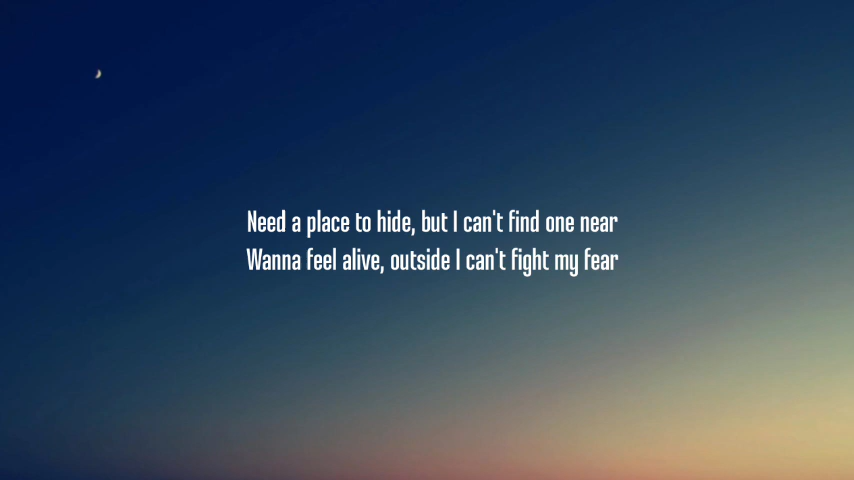 Need a place to hide, but I can't find one near
Wanna feel alive, outside I can't fight my fear